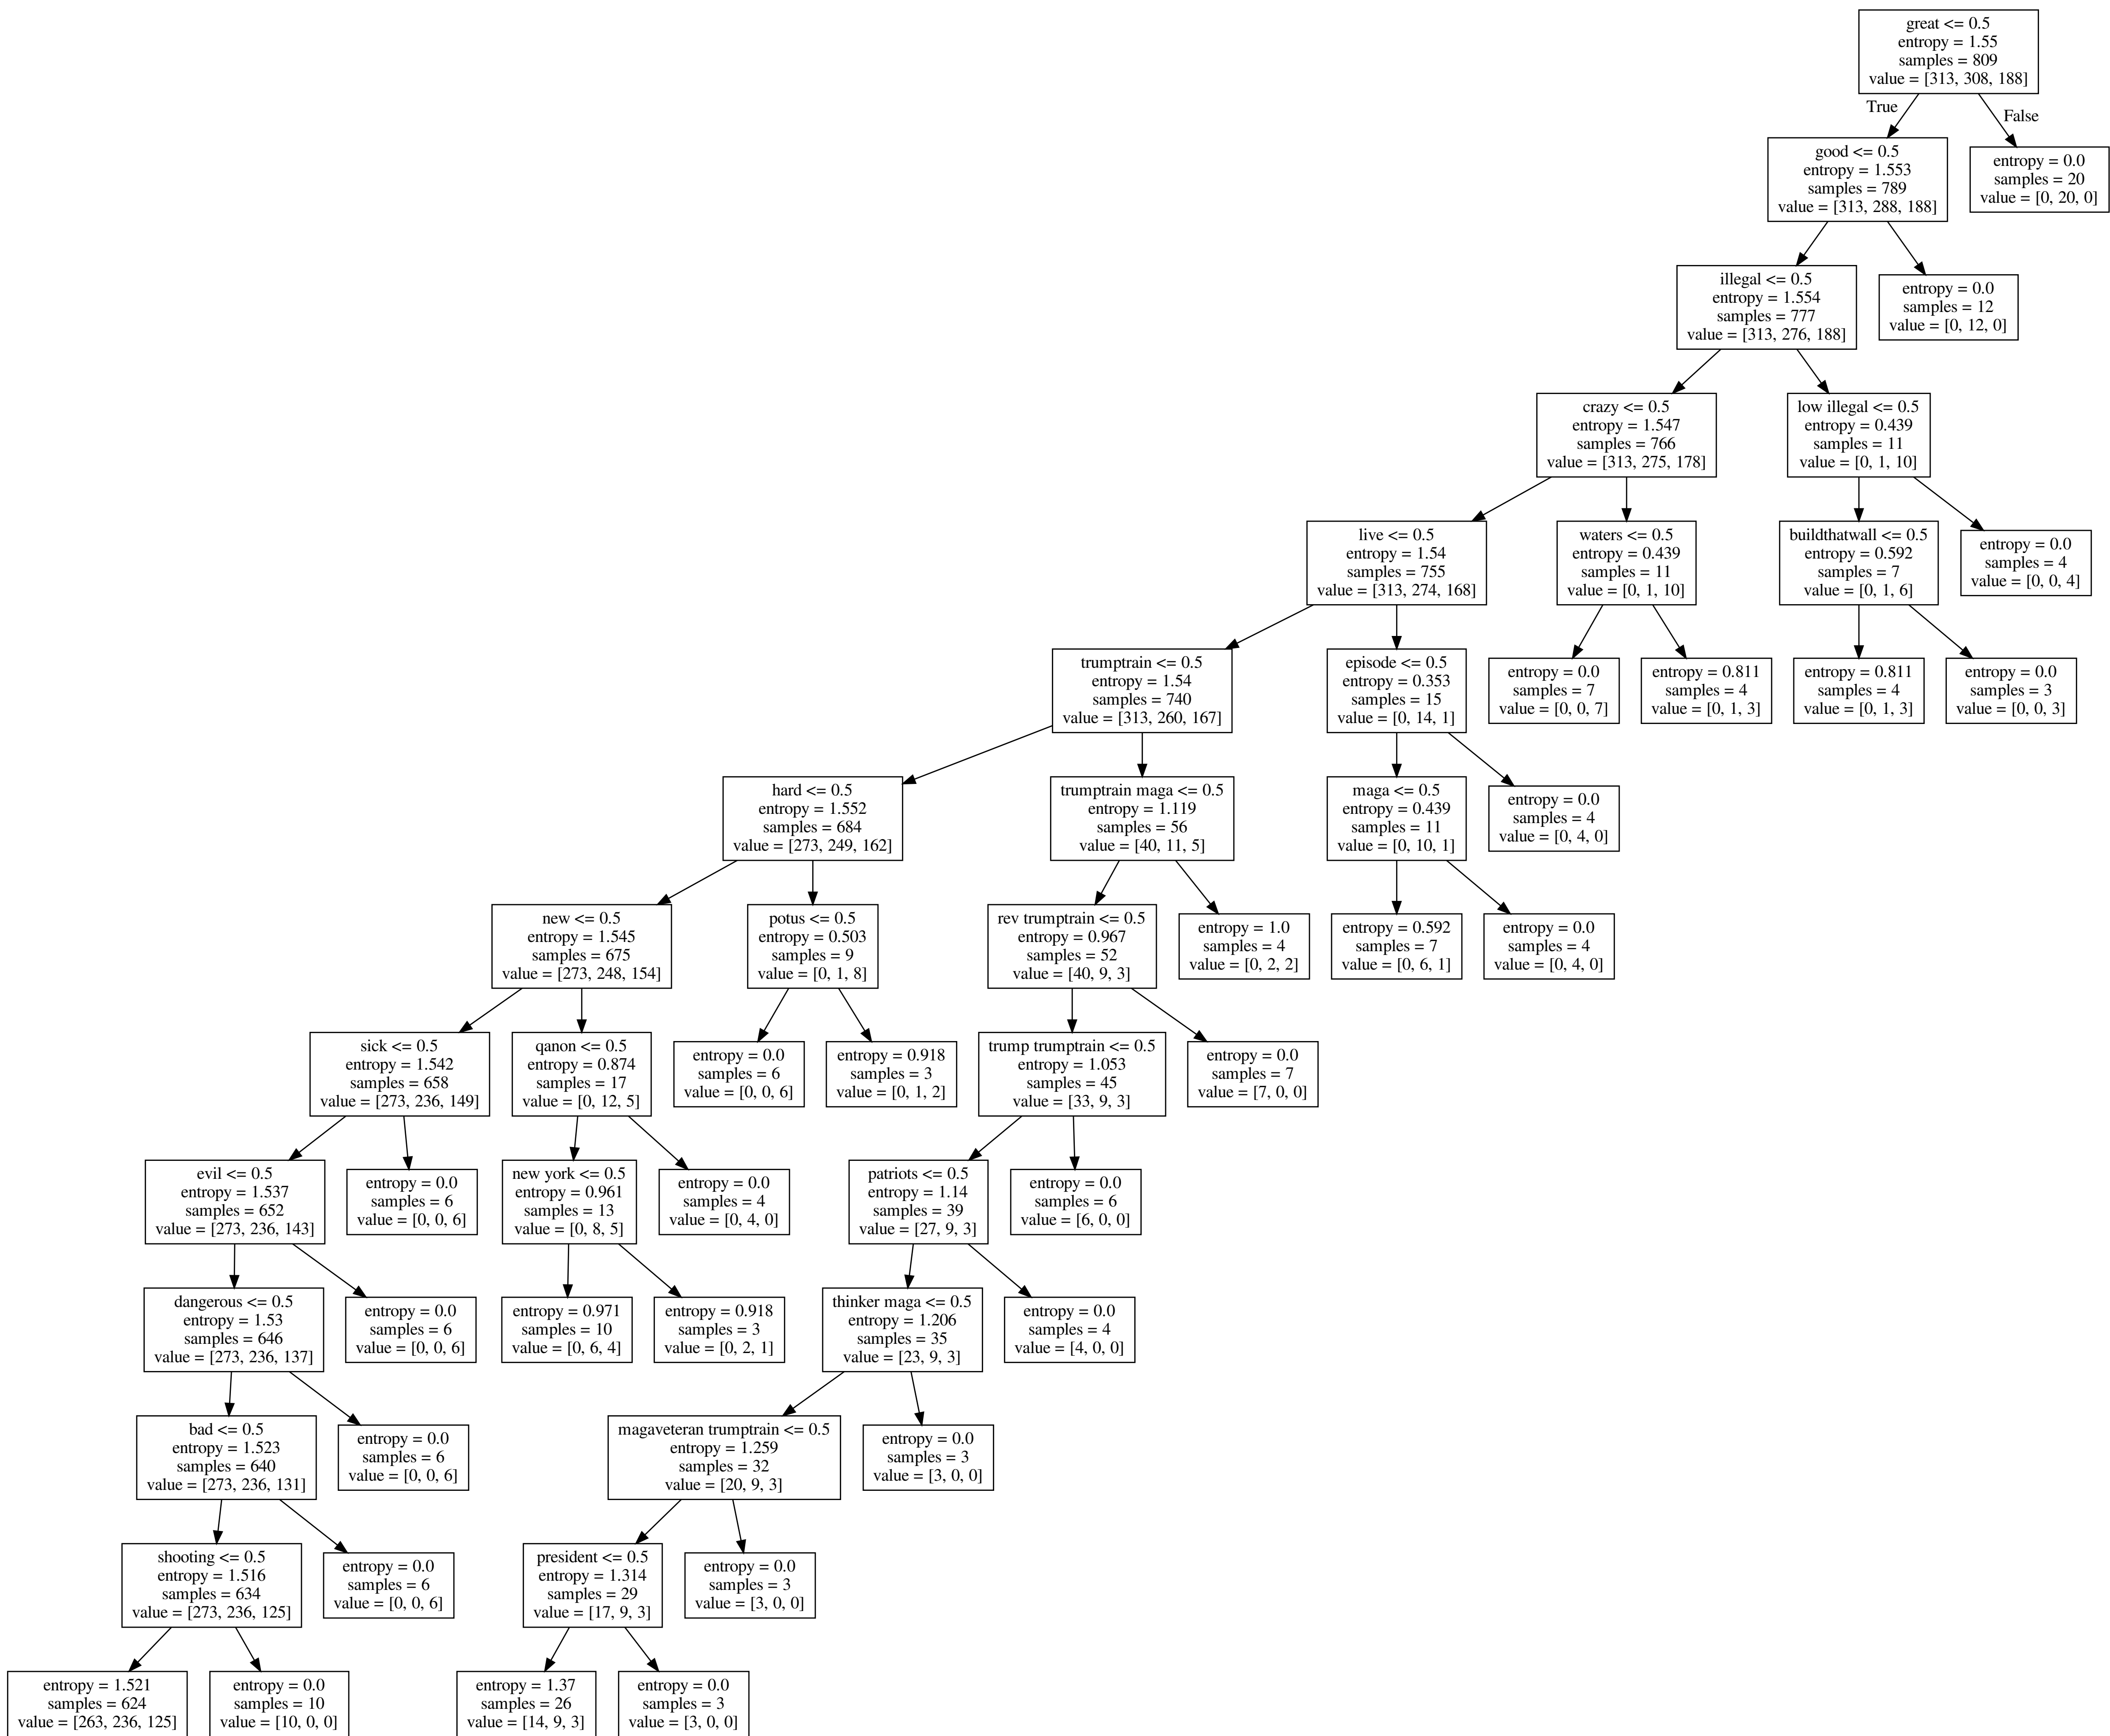 great <= 0.5
entropy = 1.55
samples = 809
value = [313, 308, 188]
True
False
good <= 0.5
entropy = 1.553
samples = 789
value = [313, 288, 188]
entropy = 0.0
samples = 20
value = [0, 20, 0]
illegal <= 0.5
entropy = 1.554
samples = 777
value = [313, 276, 188]
entropy = 0.0
samples = 12
value = [0, 12, 0]
crazy <= 0.5
entropy = 1.547
samples = 766
value = [313, 275, 178]
low illegal <= 0.5
entropy = 0.439
samples = 11
value = [0, 1, 10]
live <= 0.5
entropy = 1.54
samples = 755
value = [313, 274, 168]
waters <= 0.5
entropy = 0.439
samples = 11
value = [0, 1, 10]
buildthatwall <= 0.5
entropy = 0.592
samples = 7
value = [0, 1, 6]
entropy = 0.0
samples = 4
value = [0, 0, 4]
trumptrain <= 0.5
entropy = 1.54
samples = 740
value = [313, 260, 167]
episode <= 0.5
entropy = 0.353
samples = 15
value = [0, 14, 1]
entropy = 0.0
samples = 7
value = [0, 0, 7]
entropy = 0.811
samples = 4
value = [0, 1, 3]
entropy = 0.811
samples = 4
value = [0, 1, 3]
entropy = 0.0
samples = 3
value = [0, 0, 3]
hard <= 0.5
entropy = 1.552
samples = 684
value = [273, 249, 162]
trumptrain maga <= 0.5
entropy = 1.119
samples = 56
value = [40, 11, 5]
maga <= 0.5
entropy = 0.439
samples = 11
value = [0, 10, 1]
entropy = 0.0
samples = 4
value = [0, 4, 0]
new <= 0.5
entropy = 1.545
samples = 675
value = [273, 248, 154]
potus <= 0.5
entropy = 0.503
samples = 9
value = [0, 1, 8]
rev trumptrain <= 0.5
entropy = 0.967
samples = 52
value = [40, 9, 3]
entropy = 1.0
samples = 4
value = [0, 2, 2]
entropy = 0.592
samples = 7
value = [0, 6, 1]
entropy = 0.0
samples = 4
value = [0, 4, 0]
sick <= 0.5
entropy = 1.542
samples = 658
value = [273, 236, 149]
qanon <= 0.5
entropy = 0.874
samples = 17
value = [0, 12, 5]
entropy = 0.0
samples = 6
value = [0, 0, 6]
entropy = 0.918
samples = 3
value = [0, 1, 2]
trump trumptrain <= 0.5
entropy = 1.053
samples = 45
value = [33, 9, 3]
entropy = 0.0
samples = 7
value = [7, 0, 0]
evil <= 0.5
entropy = 1.537
samples = 652
value = [273, 236, 143]
entropy = 0.0
samples = 6
value = [0, 0, 6]
new york <= 0.5
entropy = 0.961
samples = 13
value = [0, 8, 5]
entropy = 0.0
samples = 4
value = [0, 4, 0]
patriots <= 0.5
entropy = 1.14
samples = 39
value = [27, 9, 3]
entropy = 0.0
samples = 6
value = [6, 0, 0]
dangerous <= 0.5
entropy = 1.53
samples = 646
value = [273, 236, 137]
entropy = 0.0
samples = 6
value = [0, 0, 6]
entropy = 0.971
samples = 10
value = [0, 6, 4]
entropy = 0.918
samples = 3
value = [0, 2, 1]
thinker maga <= 0.5
entropy = 1.206
samples = 35
value = [23, 9, 3]
entropy = 0.0
samples = 4
value = [4, 0, 0]
bad <= 0.5
entropy = 1.523
samples = 640
value = [273, 236, 131]
entropy = 0.0
samples = 6
value = [0, 0, 6]
magaveteran trumptrain <= 0.5
entropy = 1.259
samples = 32
value = [20, 9, 3]
entropy = 0.0
samples = 3
value = [3, 0, 0]
shooting <= 0.5
entropy = 1.516
samples = 634
value = [273, 236, 125]
entropy = 0.0
samples = 6
value = [0, 0, 6]
president <= 0.5
entropy = 1.314
samples = 29
value = [17, 9, 3]
entropy = 0.0
samples = 3
value = [3, 0, 0]
entropy = 1.521
samples = 624
value = [263, 236, 125]
entropy = 0.0
samples = 10
value = [10, 0, 0]
entropy = 1.37
samples = 26
value = [14, 9, 3]
entropy = 0.0
samples = 3
value = [3, 0, 0]